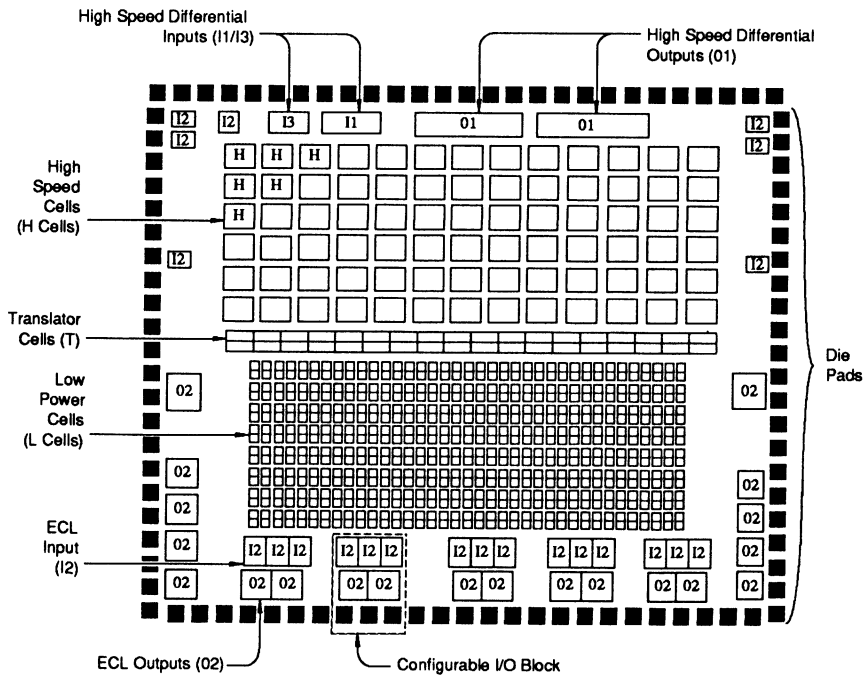 High Speed Differential
Inputs (I1/I3)
High Speed Differential
Outputs (01)
I2 I2 I3 I1 01 01 I2
I2 I2
H H H
H H
H
High
Speed
Cells
(H Cells)
I2 I2
Translator
Cells (T)
Die
Pads
Low
Power
Cells
(L Cells)
02 02
02 02
02 02
ECL
Input
(I2)
02 I2 I2 I2 I2 I2 I2 I2 I2 I2 I2 I2 I2 I2 I2 I2 02
02 02 02 02 02 02 02 02 02 02 02 02
ECL Outputs (02)
Configurable I/O Block